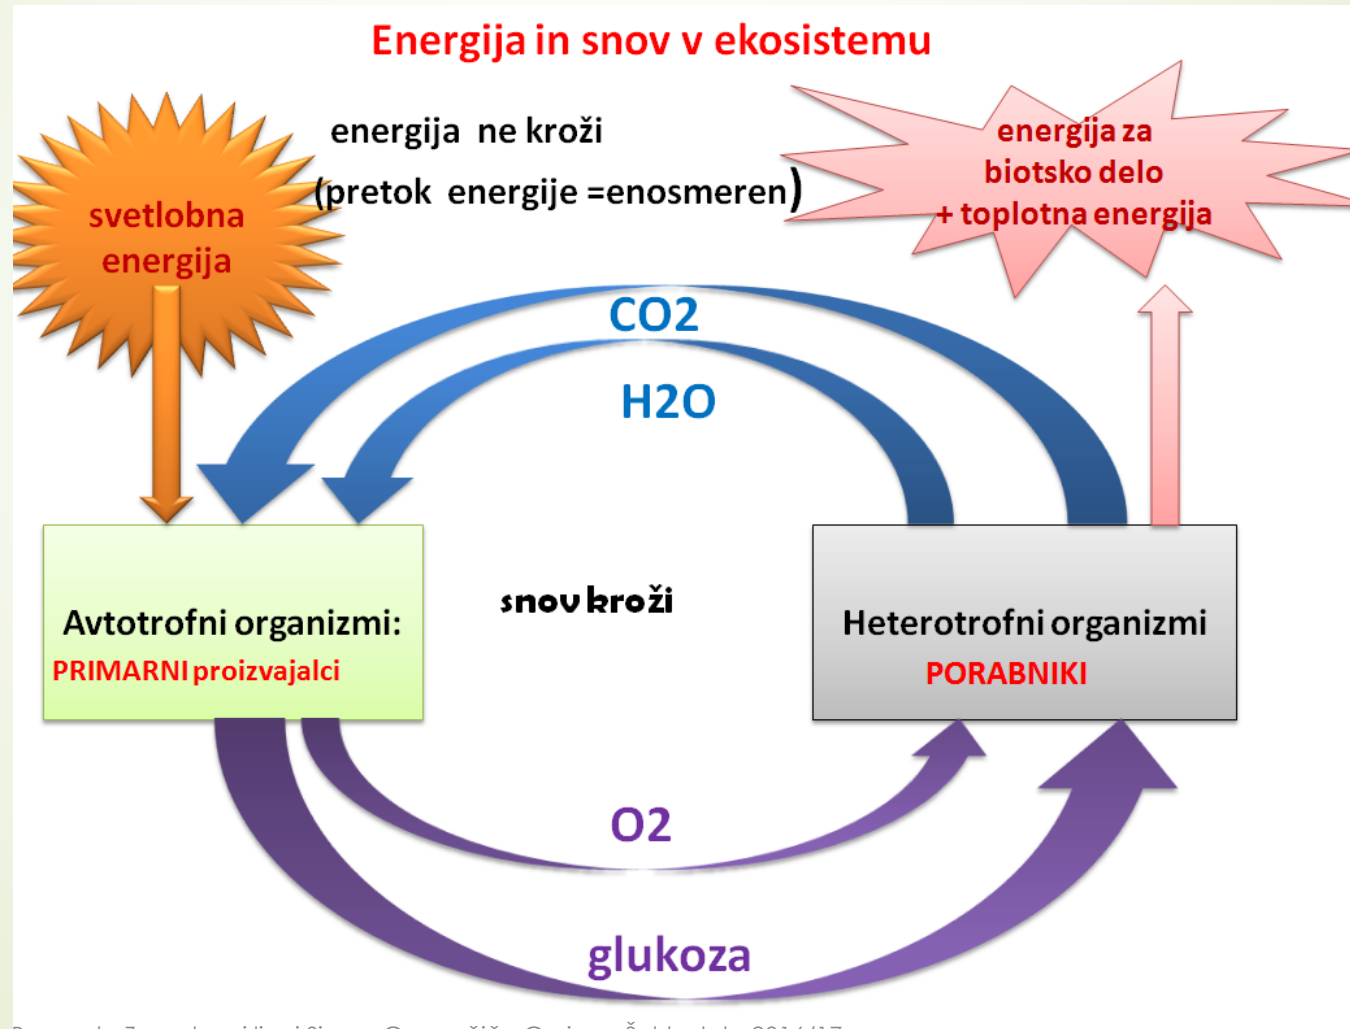 Energija in snov v ekosistemu
energija ne kroži
(pretok energije =enosmeren)
svetlobna
energija
energija za
biotsko delo
+ toplotna energija
CO2
H2O
snov kroži
Avtotrofni organizmi:
PRIMARNI proizvajalci
Heterotrofni organizmi
PORABNIKI
O2
glukoza